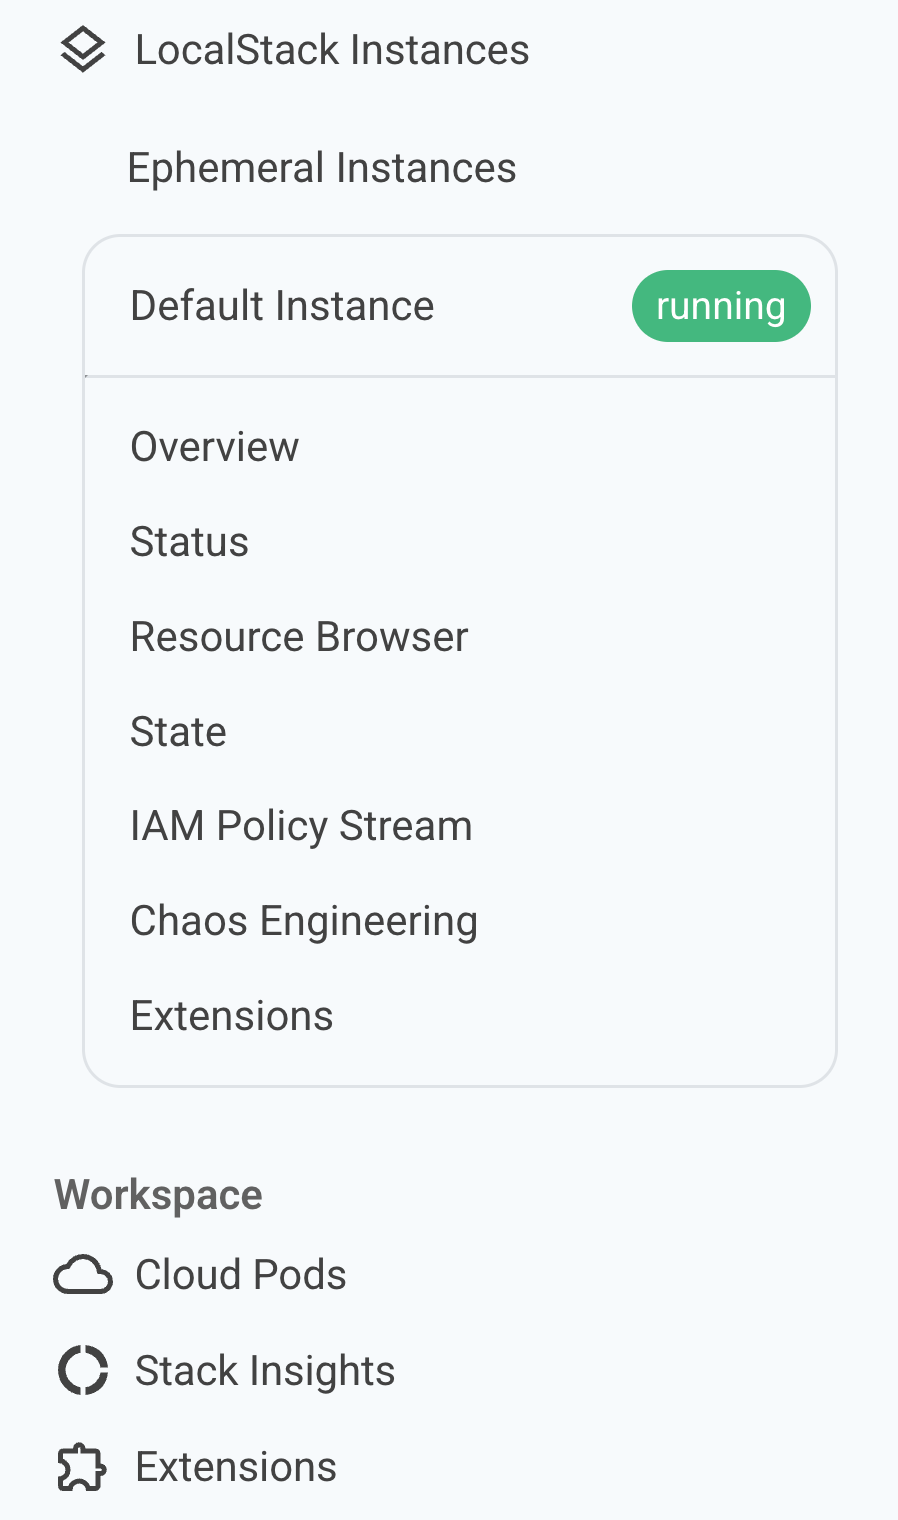 LocalStack Instances
Ephemeral Instances
Default Instance running
Overview
Status
Resource Browser
State
IAM Policy Stream
Chaos Engineering
Extensions
Workspace
Cloud Pods
Stack Insights
Extensions